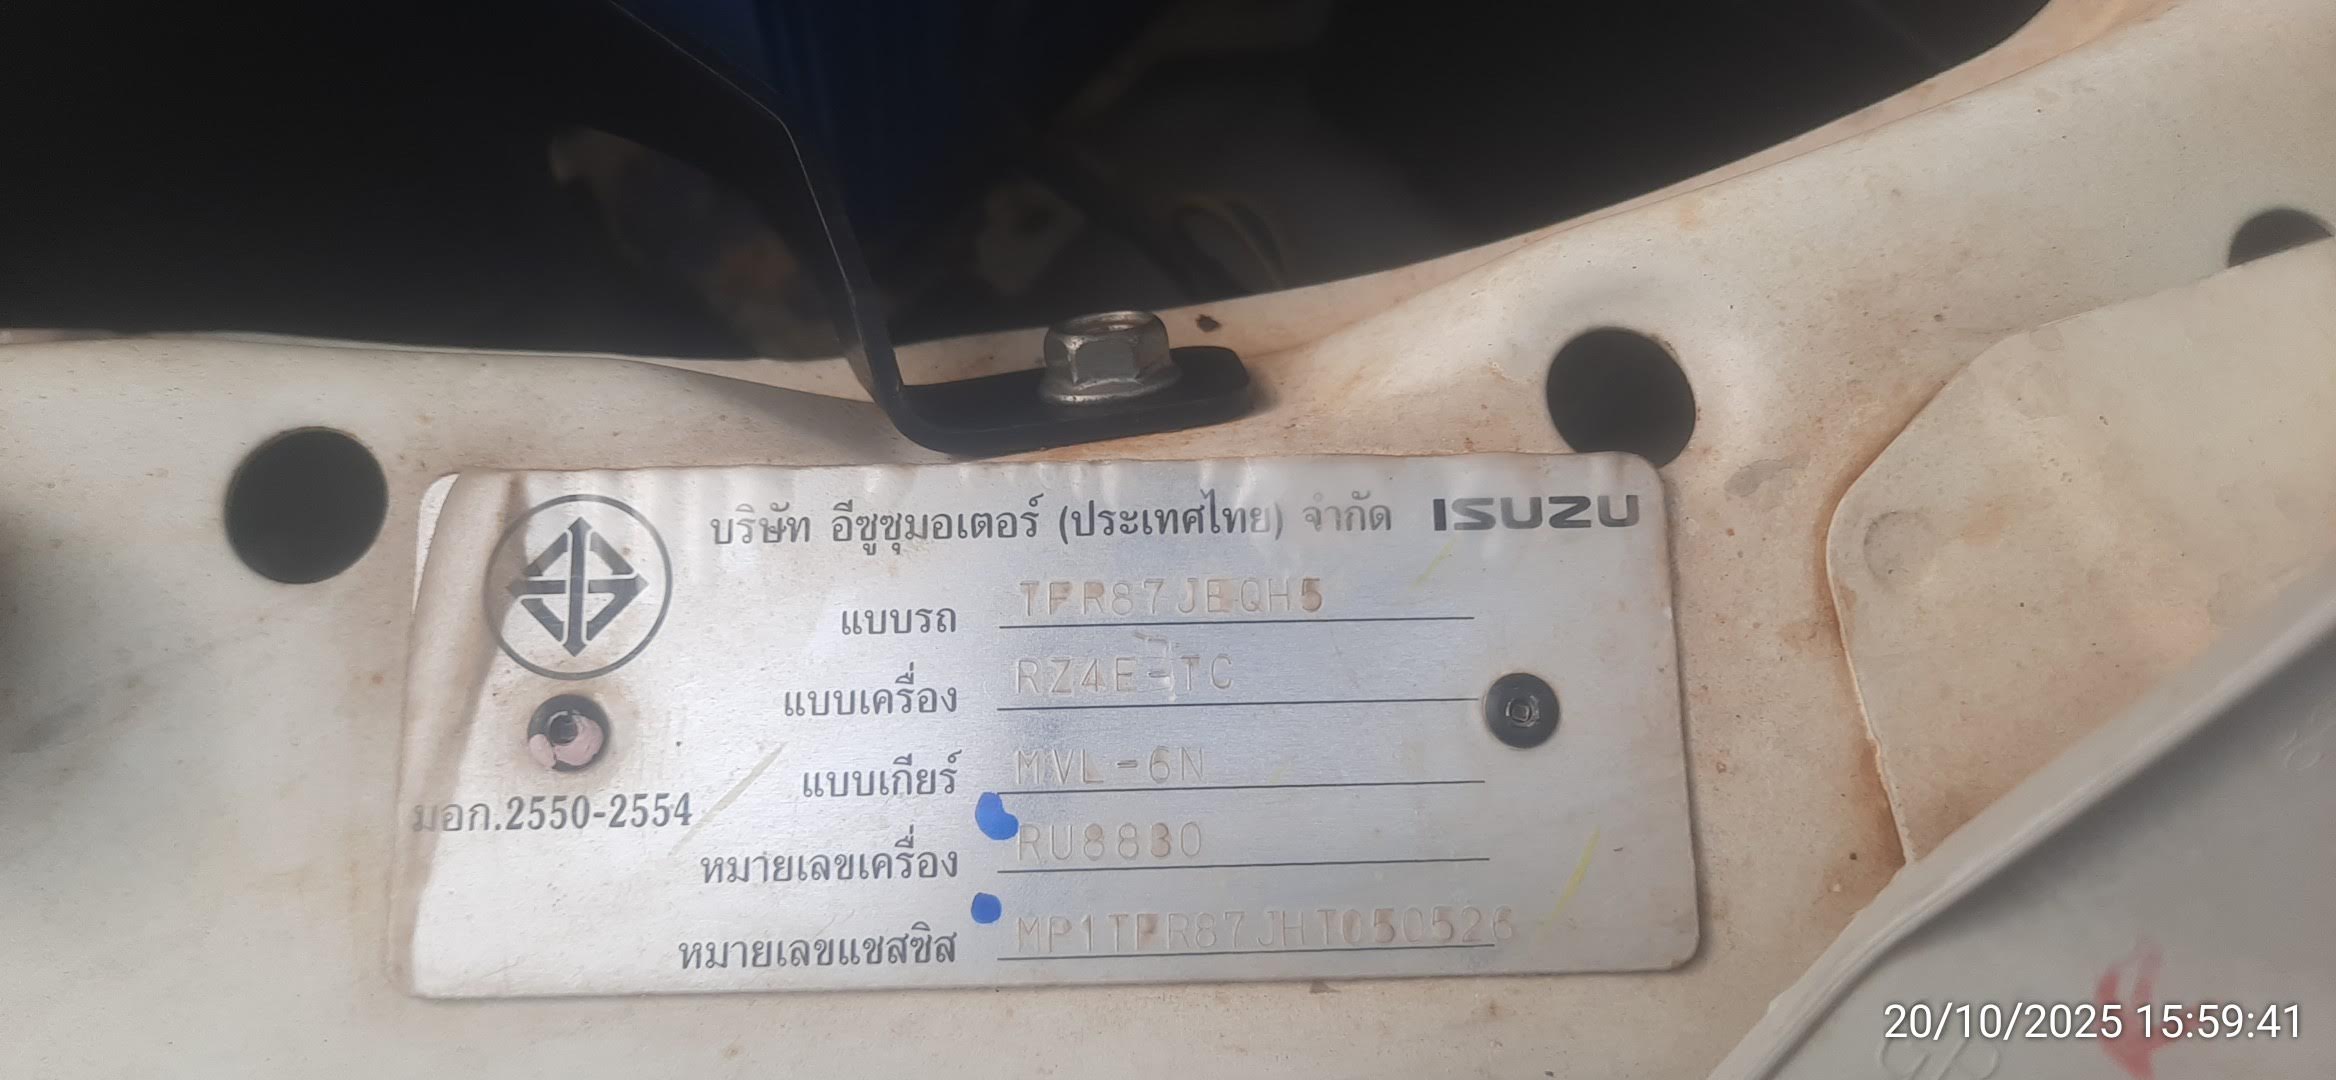 บริษัท อีซูซุมอเตอร์ (ประเทศไทย) จำกัด ISUZU
แบบรถ TFR87JEQH5
แบบเครื่อง RZ4E-TC
แบบเกียร์ MVL-6N
มอก.2550-2554
หมายเลขเครื่อง RU8830
หมายเลขแชสซิส MP1TFR87JHT050526
20/10/2025 15:59:41